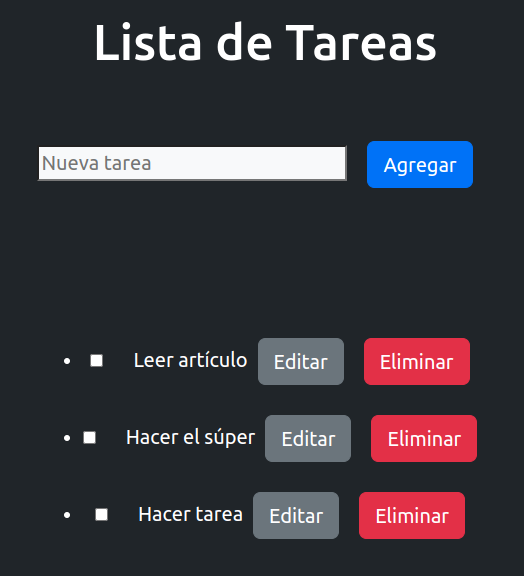 Lista de Tareas
Nueva tarea Agregar
Leer artículo Editar Eliminar
Hacer el súper Editar Eliminar
Hacer tarea Editar Eliminar